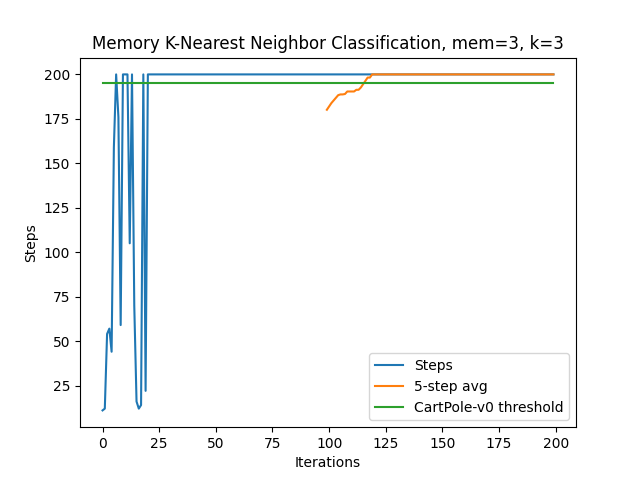 Memory K-Nearest Neighbor Classification, mem=3, k=3
200
175
150
125
100
75
50
25
Steps
0
25
50
75
100
125
150
175
200
Iterations
Steps
5-step avg
CartPole-v0 threshold